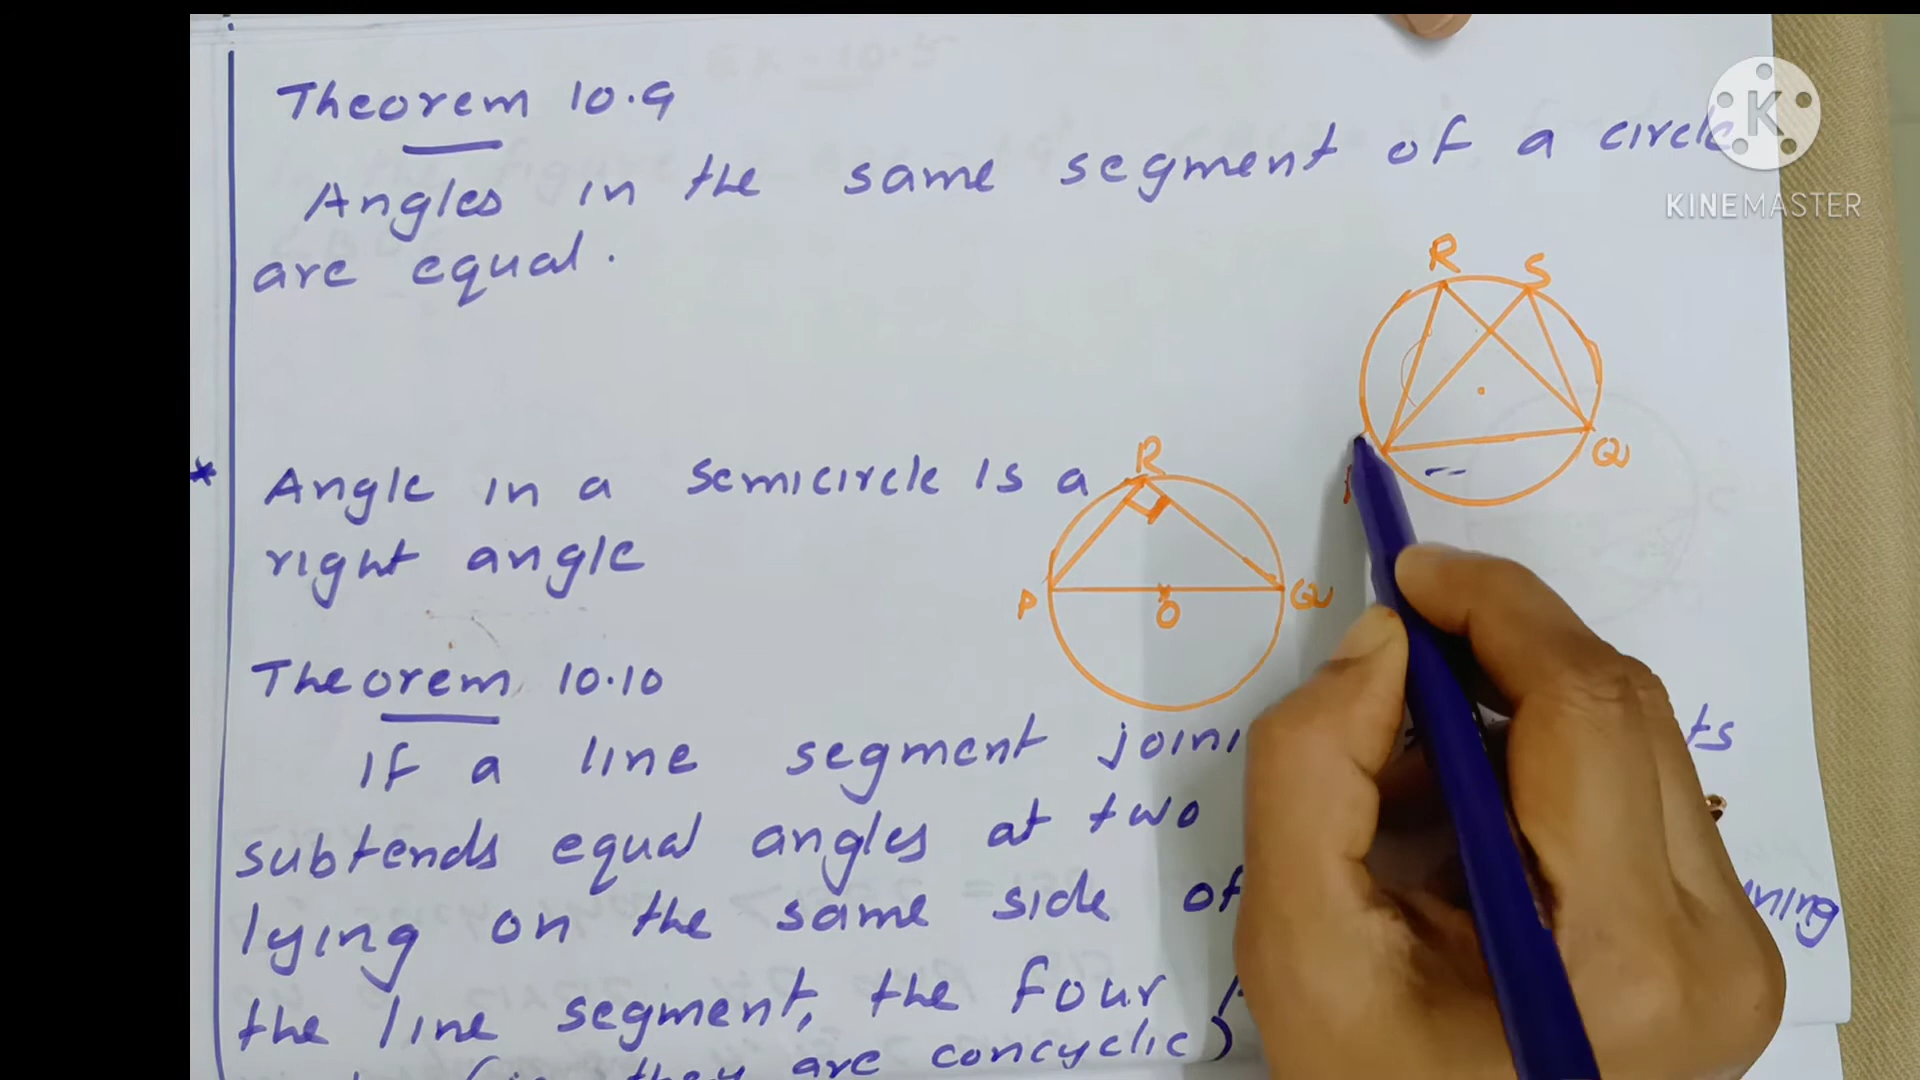 Theorem 10.9
Angles in the same segment of a circle
are equal.
R S
Q
* Angle in a semicircle is a
right angle
R
P O Q
Theorem 10.10
If a line segment
subtends equal angles at two
lying on the same side of
the line segment, the four
they are concyclic)
K
KINEMASTER